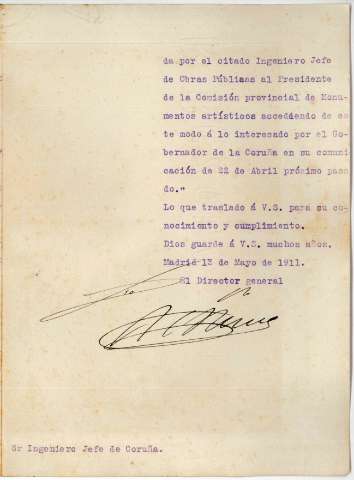 da por el citado Ingeniero Jefe
de Obras Públicas al Presidente
de la Comisión provincial de Monu-
mentos artísticos accediendo de es
te modo á lo interesado por el Go-
bernador de la Coruña en su comuni
cación de 22 de Abril próximo pasa
do."
Lo que traslado á V.S. para su co-
nocimiento y cumplimiento.
Dios guarde á V.S. muchos años.
Madrid 13 de Mayo de 1911.
El Director general
Sr Ingeniero Jefe de Coruña.